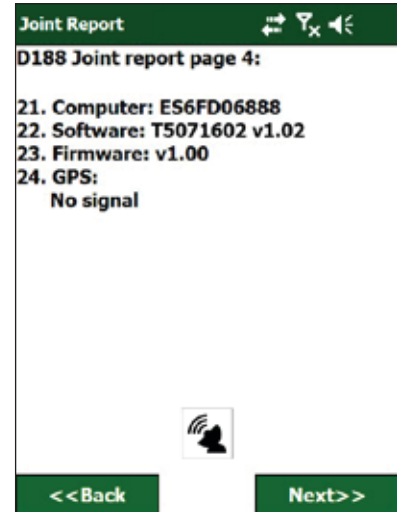 Joint Report
D188 Joint report page 4:
21. Computer: ES6FD06888
22. Software: T5071602 v1.02
23. Firmware: v1.00
24. GPS:
No signal
<<Back
Next>>